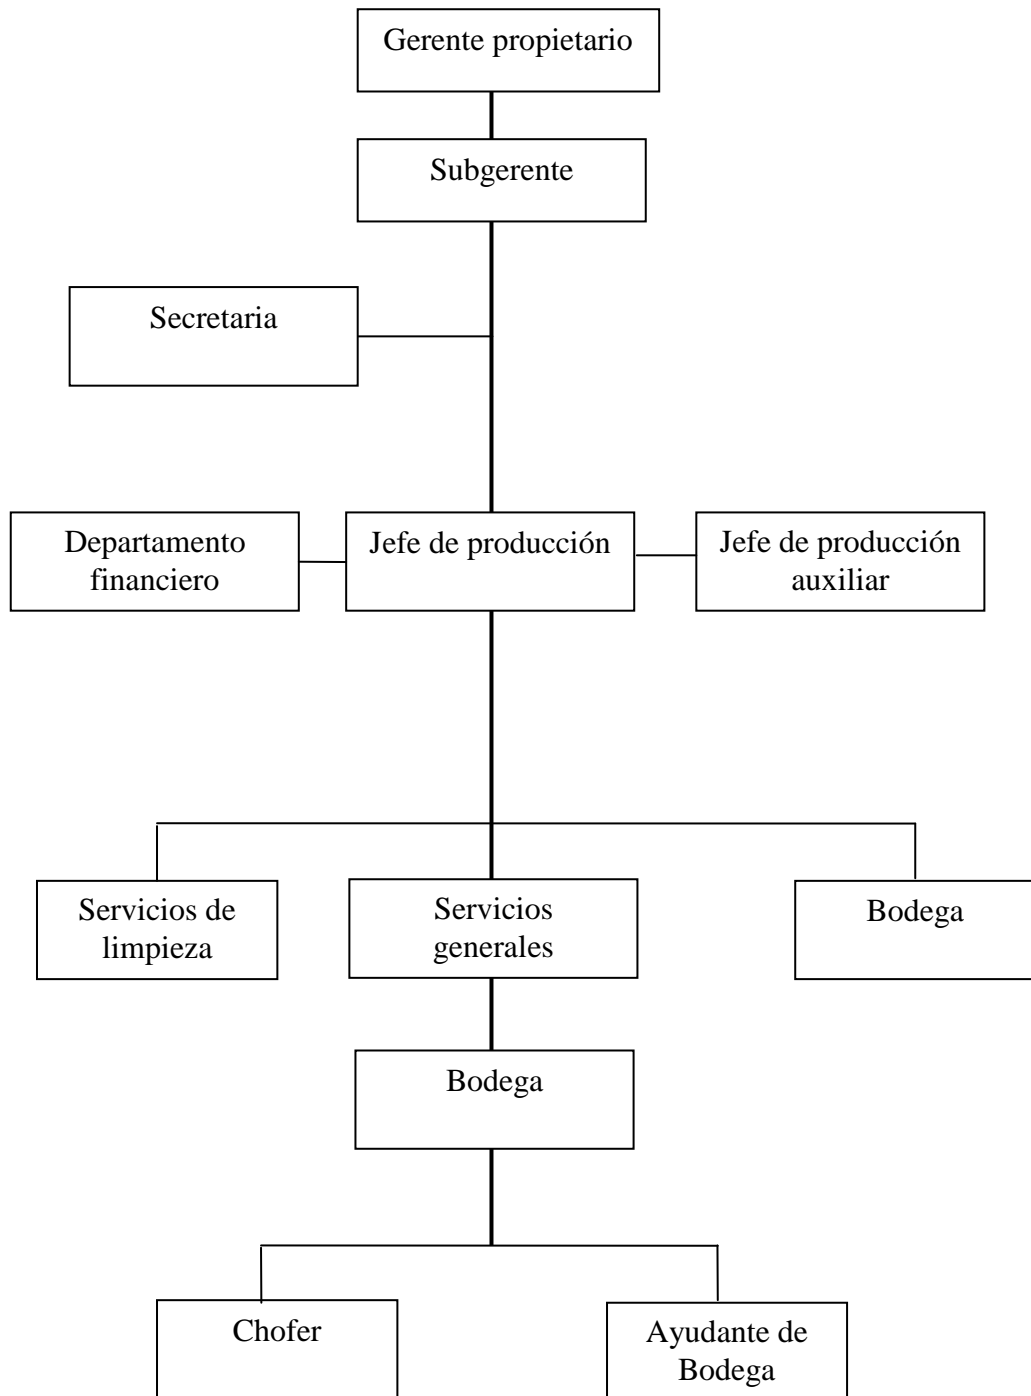 Gerente propietario
Subgerente
Secretaria
Departamento
financiero
Jefe de producción
Jefe de producción
auxiliar
Servicios de
limpieza
Servicios
generales
Bodega
Bodega
Chofer
Ayudante de
Bodega